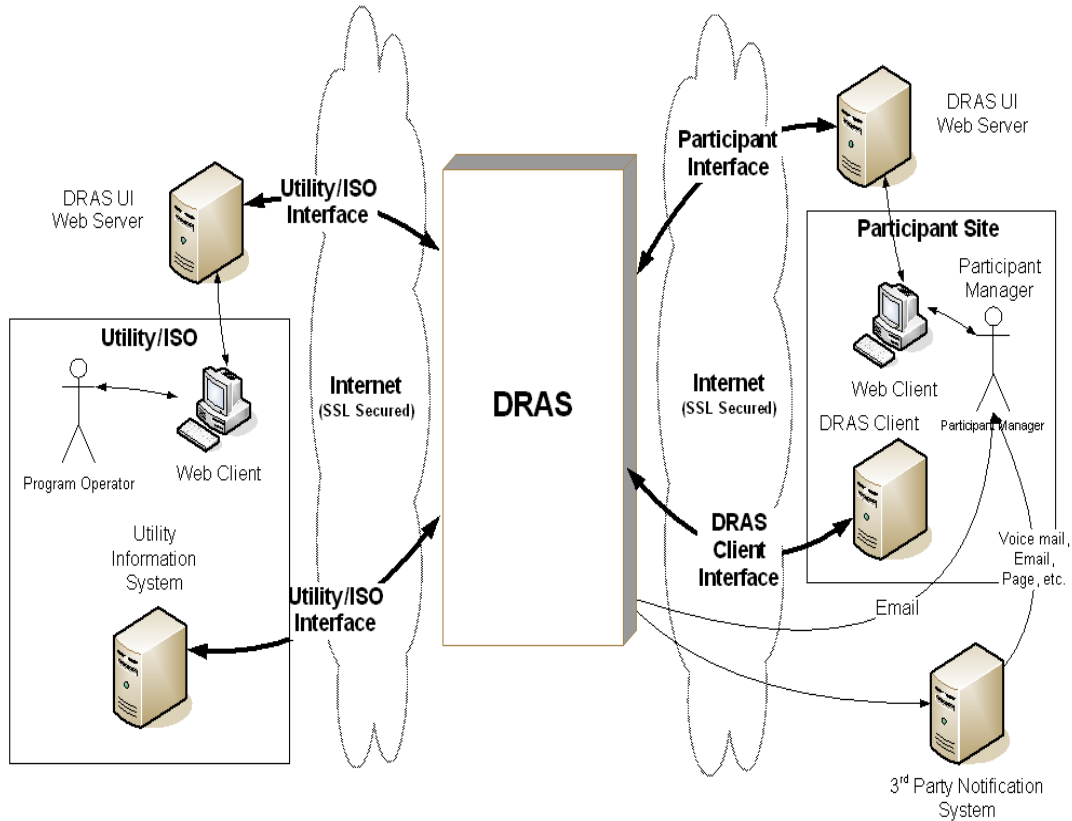 DRAS UI
Web Server
Utility/ISO
Interface
Utility/ISO
Program Operator
Web Client
Utility
Information
System
Utility/ISO
Interface
Internet
(SSL Secured)
DRAS
Internet
(SSL Secured)
Participant
Interface
DRAS UI
Web Server
Participant Site
Participant
Manager
Web Client
Participant Manager
DRAS Client
DRAS
Client
Interface
Voice mail,
Email,
Page, etc.
Email
3rd Party Notification
System